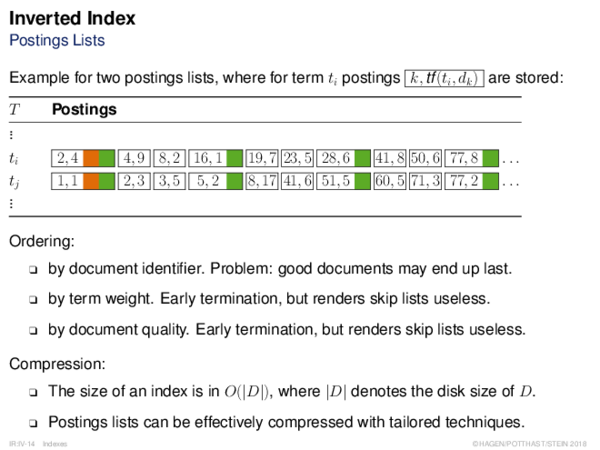 Inverted Index
Postings Lists
Example for two postings lists, where for term t_i postings k, tf(t_i, d_k) are stored:
T Postings
⋮
t_i 2, 4 4, 9 8, 2 16, 1 19, 7 23, 5 28, 6 41, 8 50, 6 77, 8 ...
t_j 1, 1 2, 3 3, 5 5, 2 8, 17 41, 6 51, 5 60, 5 71, 3 77, 2 ...
⋮
Ordering:
❑ by document identifier. Problem: good documents may end up last.
❑ by term weight. Early termination, but renders skip lists useless.
❑ by document quality. Early termination, but renders skip lists useless.
Compression:
❑ The size of an index is in O(|D|), where |D| denotes the disk size of D.
❑ Postings lists can be effectively compressed with tailored techniques.
IR:IV-14 Indexes ©HAGEN/POTTHAST/STEIN 2018